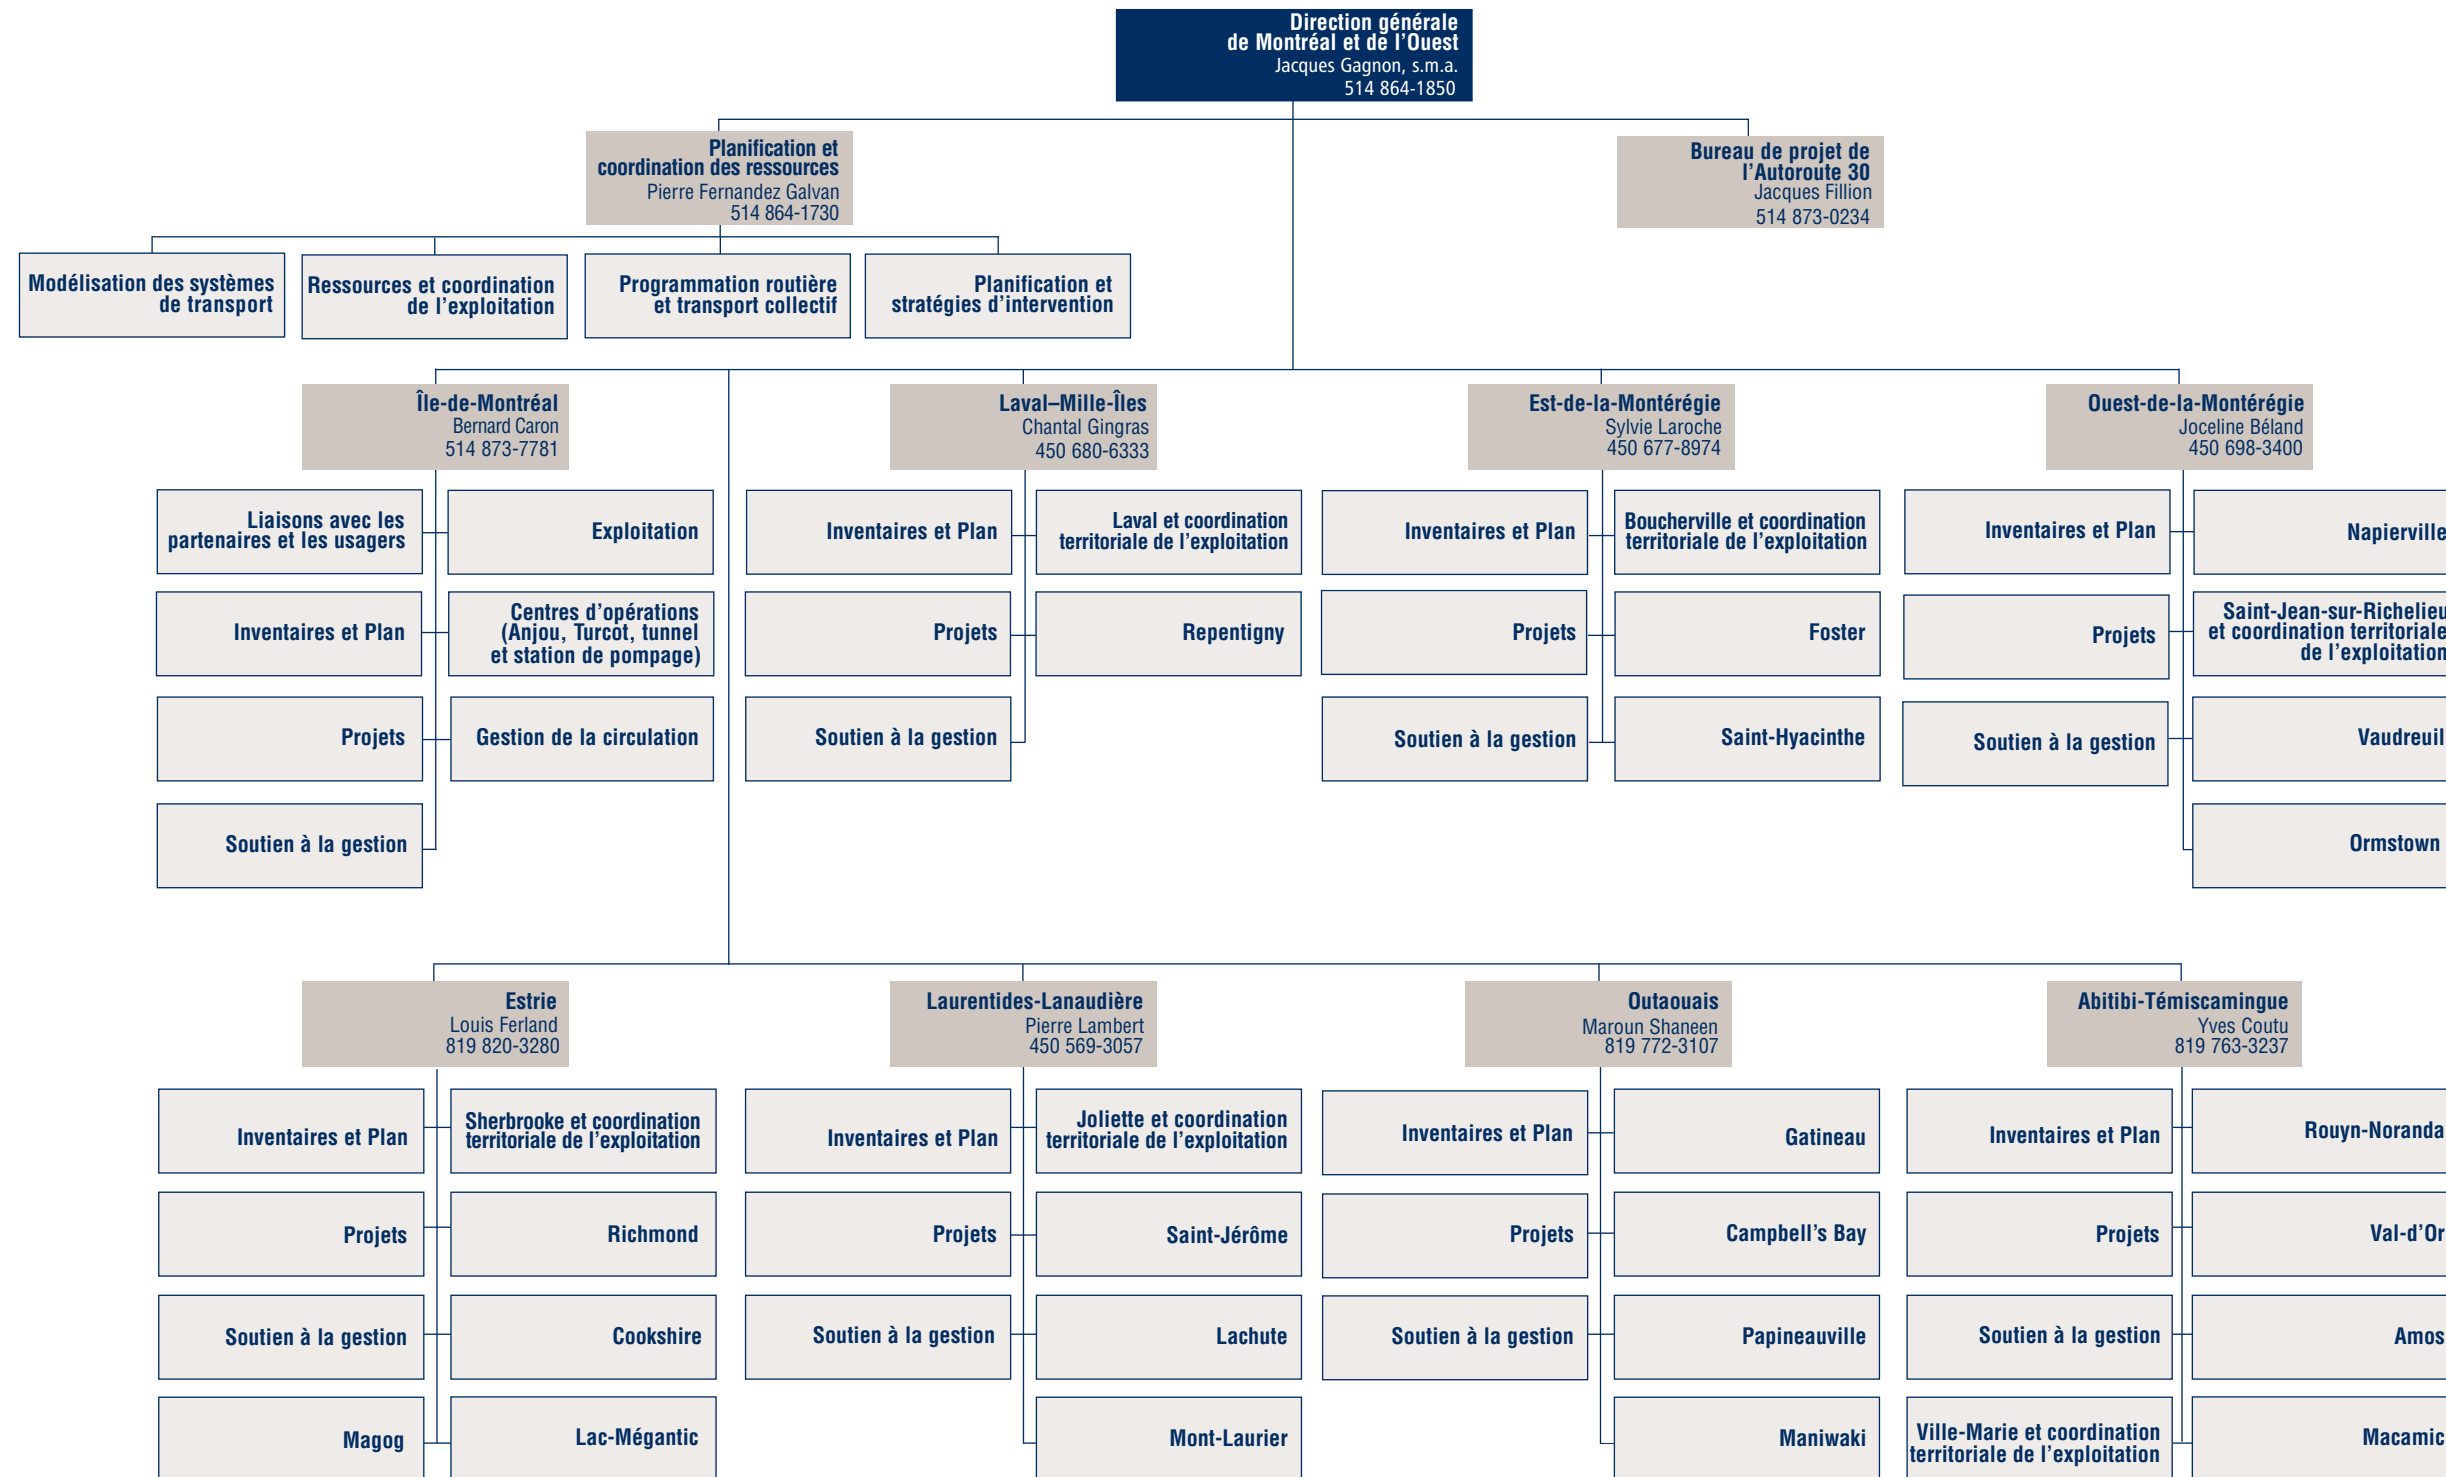 Direction générale
de Montréal et de l'Ouest
Jacques Gagnon, s.m.a.
514 864-1850
Planification et
coordination des ressources
Pierre Fernandez Galvan
514 864-1730
Bureau de projet de
l'Autoroute 30
Jacques Fillion
514 873-0234
Modélisation des systèmes
de transport
Ressources et coordination
de l'exploitation
Programmation routière
et transport collectif
Planification et
stratégies d'intervention
Île-de-Montréal
Bernard Caron
514 873-7781
Laval–Mille-Îles
Chantal Gingras
450 680-6333
Est-de-la-Montérégie
Sylvie Laroche
450 677-8974
Ouest-de-la-Montérégie
Joceline Béland
450 698-3400
Liaisons avec les
partenaires et les usagers
Exploitation
Inventaires et Plan
Centres d'opérations
(Anjou, Turcot, tunnel
et station de pompage)
Projets
Gestion de la circulation
Soutien à la gestion
Inventaires et Plan
Laval et coordination
territoriale de l'exploitation
Projets
Repentigny
Soutien à la gestion
Inventaires et Plan
Boucherville et coordination
territoriale de l'exploitation
Projets
Foster
Soutien à la gestion
Saint-Hyacinthe
Inventaires et Plan
Napierville
Projets
Saint-Jean-sur-Richelieu
et coordination territoriale
de l'exploitation
Soutien à la gestion
Vaudreuil
Ormstown
Estrie
Louis Ferland
819 820-3280
Laurentides-Lanaudière
Pierre Lambert
450 569-3057
Outaouais
Maroun Shaneen
819 772-3107
Abitibi-Témiscamingue
Yves Coutu
819 763-3237
Inventaires et Plan
Sherbrooke et coordination
territoriale de l'exploitation
Projets
Richmond
Soutien à la gestion
Cookshire
Magog
Lac-Mégantic
Inventaires et Plan
Joliette et coordination
territoriale de l'exploitation
Projets
Saint-Jérôme
Soutien à la gestion
Lachute
Mont-Laurier
Inventaires et Plan
Gatineau
Projets
Campbell's Bay
Soutien à la gestion
Papineauville
Maniwaki
Inventaires et Plan
Rouyn-Noranda
Projets
Val-d'Or
Soutien à la gestion
Amos
Ville-Marie et coordination
territoriale de l'exploitation
Macamic